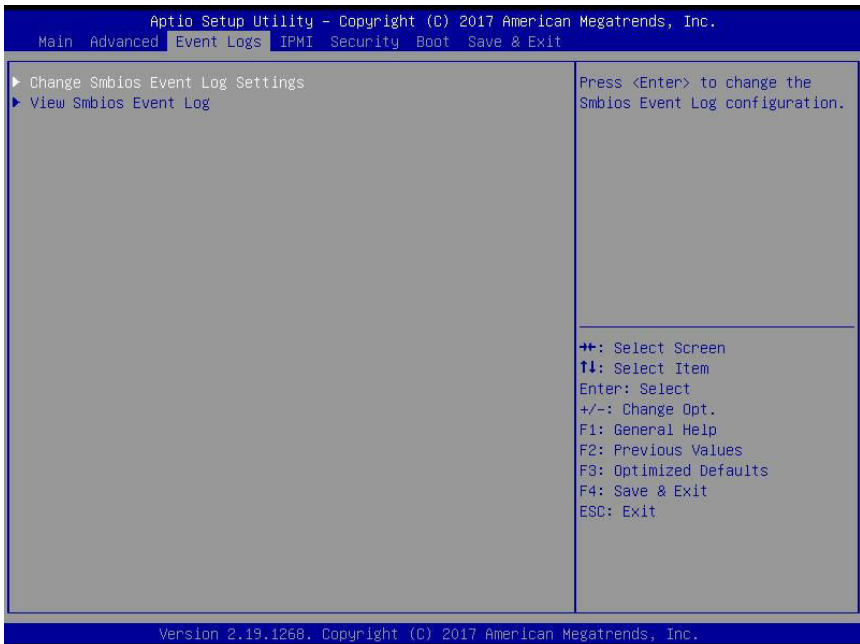 Aptio Setup Utility – Copyright (C) 2017 American Megatrends, Inc.
Main Advanced Event Logs IPMI Security Boot Save & Exit
▶ Change Smbios Event Log Settings
▶ View Smbios Event Log
Press <Enter> to change the
Smbios Event Log configuration.
→←: Select Screen
↑↓: Select Item
Enter: Select
+/-: Change Opt.
F1: General Help
F2: Previous Values
F3: Optimized Defaults
F4: Save & Exit
ESC: Exit
Version 2.19.1268. Copyright (C) 2017 American Megatrends, Inc.